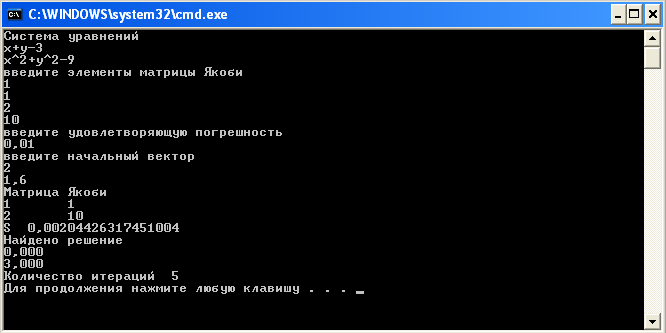 C:\WINDOWS\system32\cmd.exe
Система уравнений
x+y-3
x^2+y^2-9
введите элементы матрицы Якоби
1
1
2
10
введите удовлетворяющую погрешность
0,01
введите начальный вектор
2
1,6
Матрица Якоби
1 1
2 10
S 0,00204426317451004
Найдено решение
0,000
3,000
Количество итераций 5
Для продолжения нажмите любую клавишу . . . _